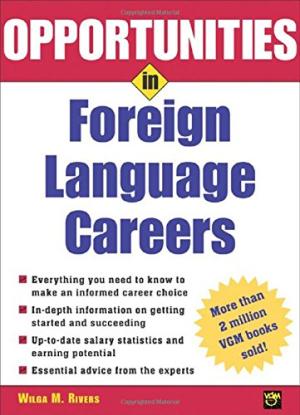 OPPORTUNITIES
in
Foreign
Language
Careers
Everything you need to know to
make an informed career choice
In-depth information on getting
started and succeeding
Up-to-date salary statistics and
earning potential
Essential advice from the experts
More than
2 million
VGM books
sold!
WILGA M. RIVERS
VGM